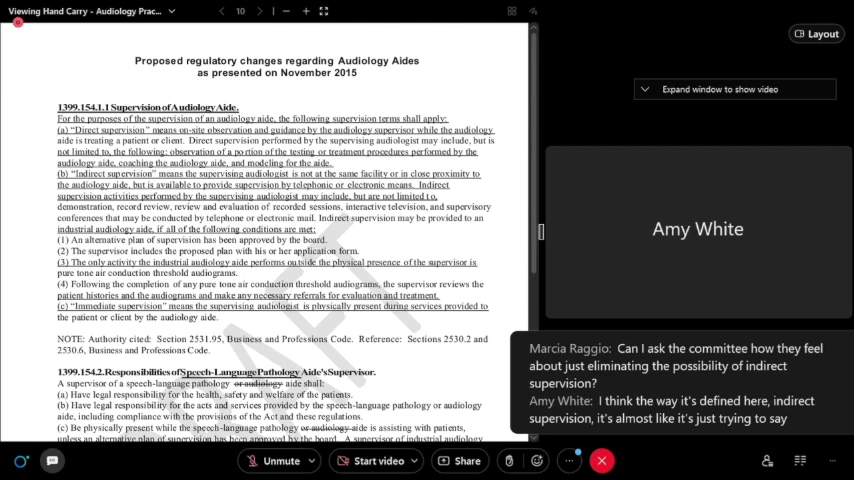 Viewing Hand Carry - Audiology Prac...
10
Layout
Expand window to show video
Proposed regulatory changes regarding Audiology Aides
as presented on November 2015
1399.154.1.1 Supervision of Audiology Aide.
For the purposes of the supervision of an audiology aide, the following supervision terms shall apply:
(a) "Direct supervision" means on-site observation and guidance by the audiology supervisor while the audiology
aide is treating a patient or client. Direct supervision performed by the supervising audiologist may include, but is
not limited to, the following: observation of a portion of the testing or treatment procedures performed by the
audiology aide, coaching the audiology aide, and modeling for the aide.
(b) "Indirect supervision" means the supervising audiologist is not at the same facility or in close proximity to
the audiology aide, but is available to provide supervision by telephonic or electronic means. Indirect
supervision activities performed by the supervising audiologist may include, but are not limited to,
demonstration, record review, review and evaluation of recorded sessions, interactive television, and supervisory
conferences that may be conducted by telephone or electronic mail. Indirect supervision may be provided to an
industrial audiology aide, if all of the following conditions are met:
(1) An alternative plan of supervision has been approved by the board.
(2) The supervisor includes the proposed plan with his or her application form.
(3) The only activity the industrial audiology aide performs outside the physical presence of the supervisor is
pure tone air conduction threshold audiograms.
(4) Following the completion of any pure tone air conduction threshold audiograms, the supervisor reviews the
patient histories and the audiograms and make any necessary referrals for evaluation and treatment.
(c) "Immediate supervision" means the supervising audiologist is physically present during services provided to
the patient or client by the audiology aide.
NOTE: Authority cited: Section 2531.95, Business and Professions Code. Reference: Sections 2530.2 and
2530.6, Business and Professions Code.
1399.154.2. Responsibilities of Speech-Language Pathology Aide's Supervisor.
A supervisor of a speech-language pathology or audiology aide shall:
(a) Have legal responsibility for the health, safety and welfare of the patients.
(b) Have legal responsibility for the acts and services provided by the speech-language pathology or audiology
aide, including compliance with the provisions of the Act and these regulations.
(c) Be physically present while the speech-language pathology or audiology aide is assisting with patients,
unless an alternative plan of supervision has been approved by the board. A supervisor of industrial audiology
DRAFT
Amy White
Marcia Raggio: Can I ask the committee how they feel
about just eliminating the possibility of indirect
supervision?
Amy White: I think the way it's defined here, indirect
supervision, it's almost like it's just trying to say
Unmute
Start video
Share